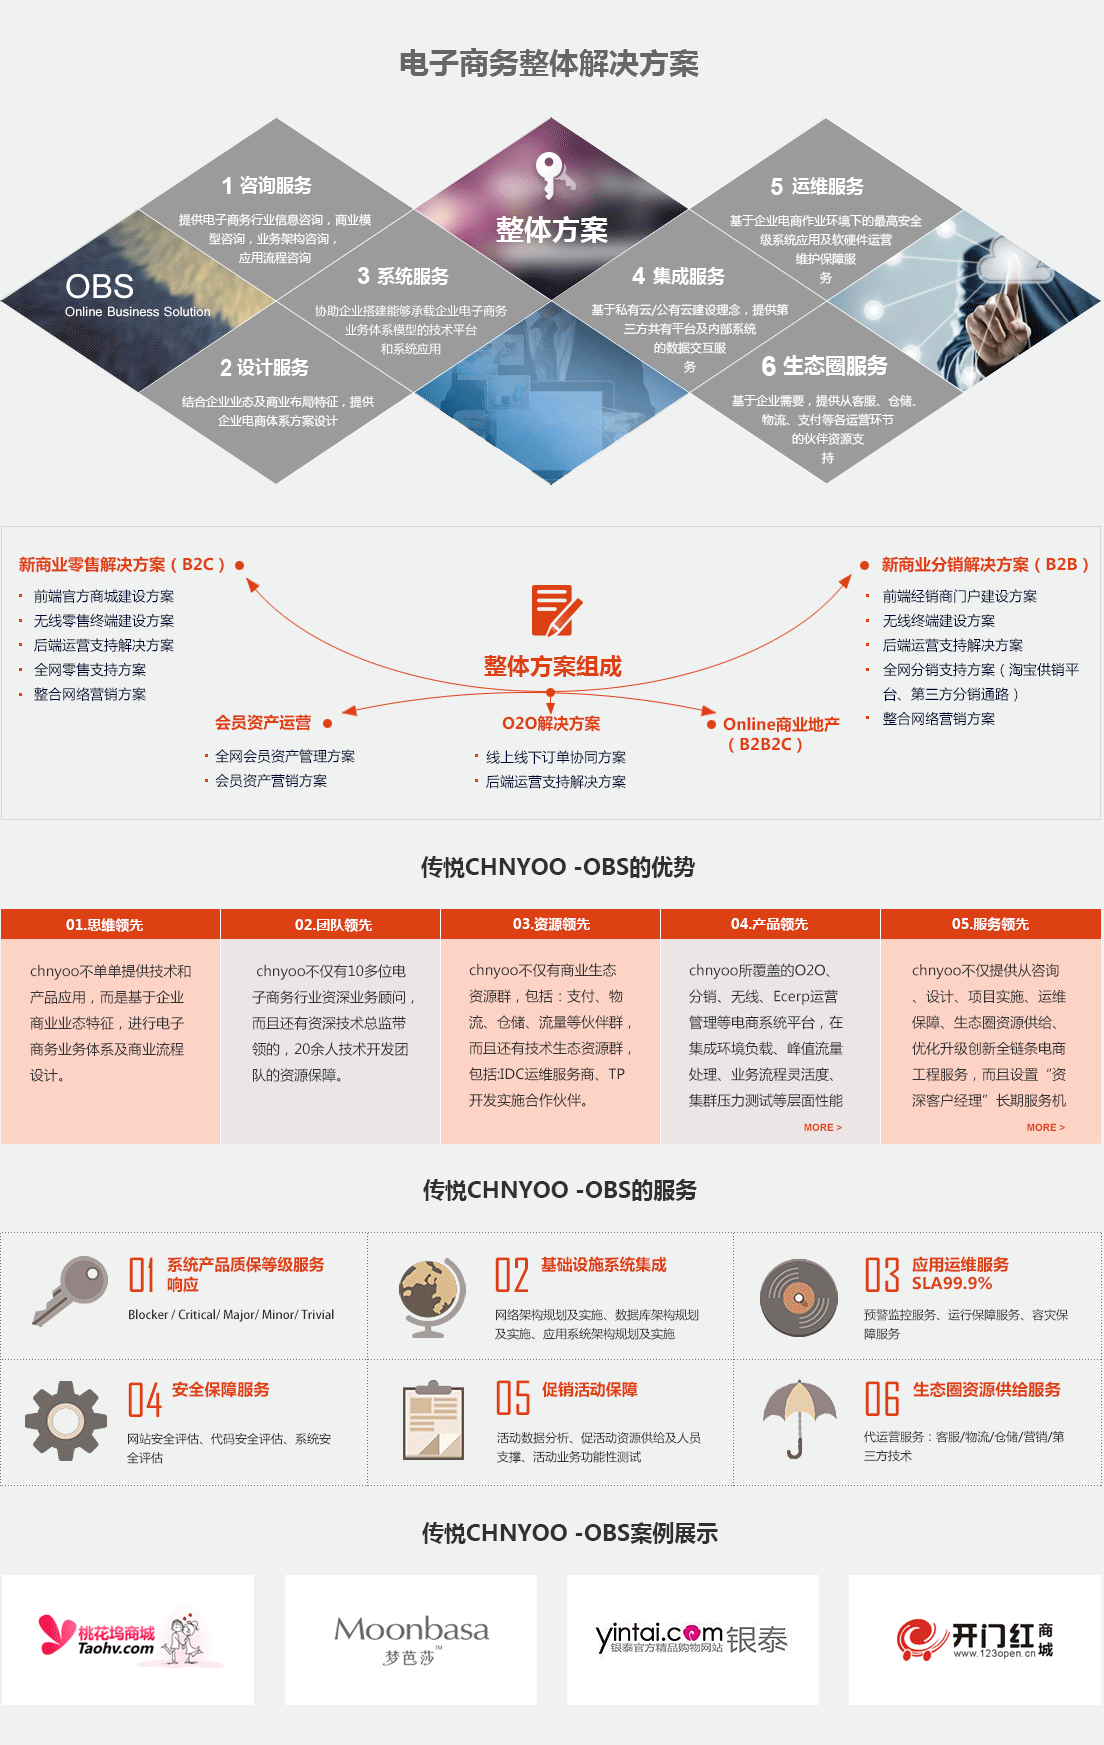 电子商务整体解决方案
1 咨询服务
提供电子商务行业信息咨询，商业模
型咨询，业务架构咨询，
应用流程咨询
OBS
Online Business Solution
2 设计服务
结合企业业态及商业布局特征，提供
企业电商体系方案设计
3 系统服务
协助企业搭建能够承载企业电子商务
业务体系模型的技术平台
和系统应用
整体方案
4 集成服务
基于私有云/公有云建设理念，提供第
三方共有平台及内部系统
的数据交互服
务
5 运维服务
基于企业电商作业环境下的最高安全
级系统应用及软硬件运营
维护保障服
务
6 生态圈服务
基于企业需要，提供从客服、仓储、
物流、支付等各运营环节
的伙伴资源支
持
新商业零售解决方案（B2C）
前端官方商城建设方案
无线零售终端建设方案
后端运营支持解决方案
全网零售支持方案
整合网络营销方案
整体方案组成
会员资产运营
全网会员资产管理方案
会员资产营销方案
O2O解决方案
线上线下订单协同方案
后端运营支持解决方案
Online商业地产
（B2B2C）
新商业分销解决方案（B2B）
前端经销商门户建设方案
无线终端建设方案
后端运营支持解决方案
全网分销支持方案（淘宝供销平
台、第三方分销通路）
整合网络营销方案
传悦CHNYOO -OBS的优势
01.思维领先
chnyoo不单单提供技术和
产品应用，而是基于企业
商业业态特征，进行电子
商务业务体系及商业流程
设计。
02.团队领先
chnyoo不仅有10多位电
子商务行业资深业务顾问，
而且还有资深技术总监带
领的，20余人技术开发团
队的资源保障。
03.资源领先
chnyoo不仅有商业生态
资源群，包括：支付、物
流、仓储、流量等伙伴群，
而且还有技术生态资源群，
包括:IDC运维服务商、TP
开发实施合作伙伴。
04.产品领先
chnyoo所覆盖的O2O、
分销、无线、Ecerp运营
管理等电商系统平台，在
集成环境负载、峰值流量
处理、业务流程灵活度、
集群压力测试等层面性能
MORE >
05.服务领先
chnyoo不仅提供从咨询
、设计、项目实施、运维
保障、生态圈资源供给、
优化升级创新全链条电商
工程服务，而且设置“资
深客户经理”长期服务机
MORE >
传悦CHNYOO -OBS的服务
01 系统产品质保等级服务
响应
Blocker / Critical/ Major/ Minor/ Trivial
02 基础设施系统集成
网络架构规划及实施、数据库架构规划
及实施、应用系统架构规划及实施
03 应用运维服务
SLA99.9%
预警监控服务、运行保障服务、容灾保
障服务
04 安全保障服务
网站安全评估、代码安全评估、系统安
全评估
05 促销活动保障
活动数据分析、促活动资源供给及人员
支撑、活动业务功能性测试
06 生态圈资源供给服务
代运营服务：客服/物流/仓储/营销/第
三方技术
传悦CHNYOO -OBS案例展示
桃花坞商城
Taohv.com
Moonbasa
梦芭莎™
yintai.com 银泰
银泰官方精品购物网站
开门红商城
www.123open.cn